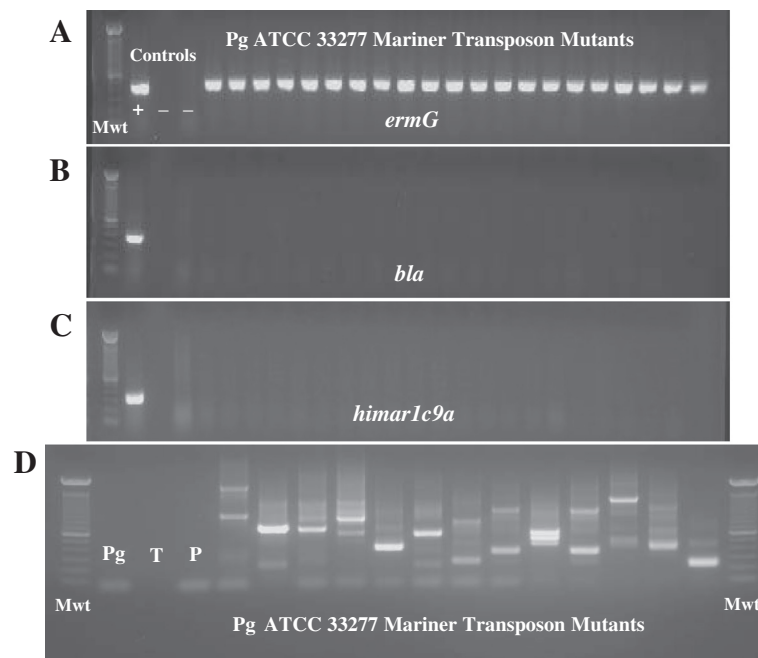 A
Pg ATCC 33277 Mariner Transposon Mutants
Controls
+ – –
Mwt
ermG
B
bla
C
himar1c9a
D
Pg T P
Mwt
Mwt
Pg ATCC 33277 Mariner Transposon Mutants